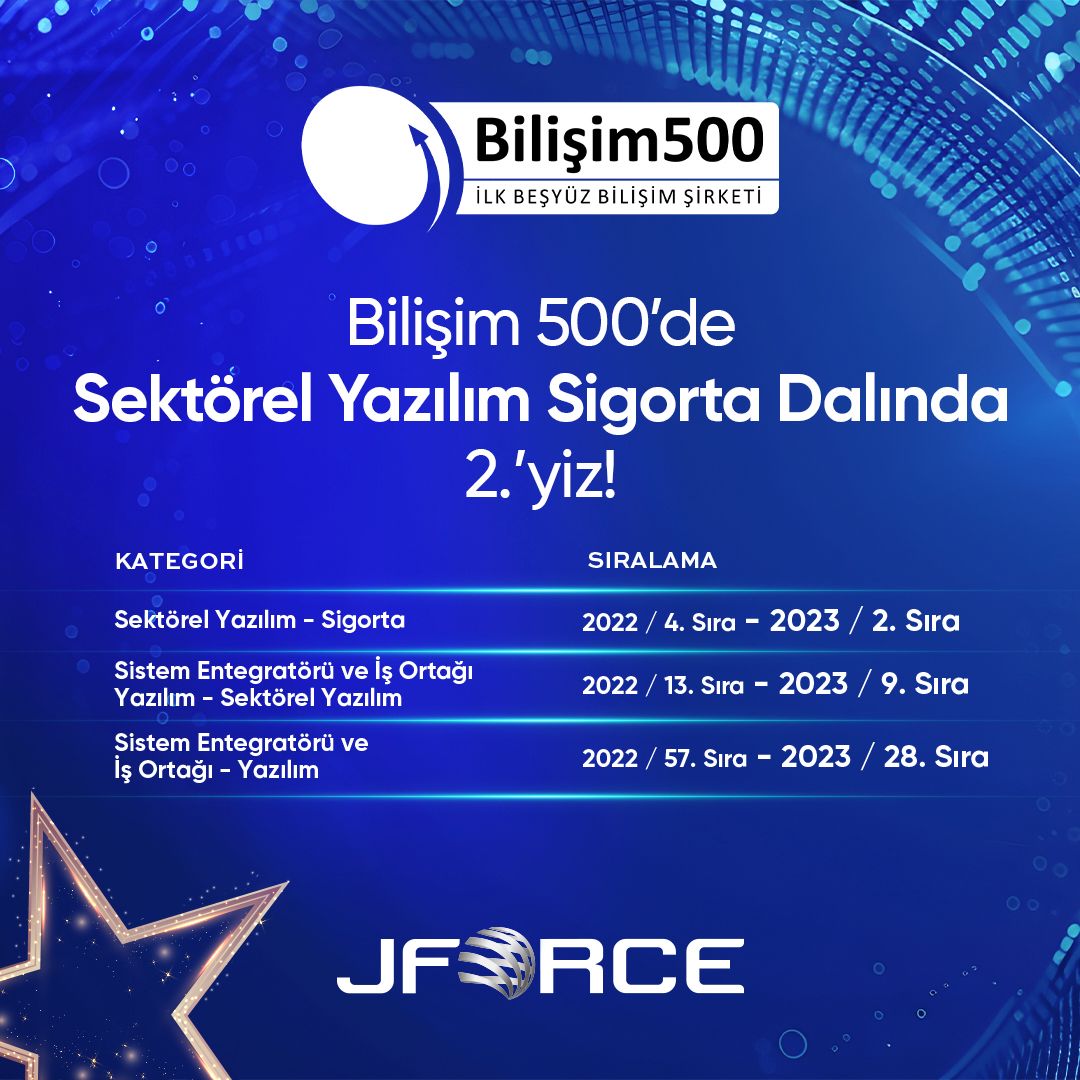 Bilişim500
İLK BEŞYÜZ BİLİŞİM ŞİRKETİ
Bilişim 500’de
Sektörel Yazılım Sigorta Dalında
2.’yiz!
KATEGORİ SIRALAMA
Sektörel Yazılım - Sigorta 2022 / 4. Sıra - 2023 / 2. Sıra
Sistem Entegratörü ve İş Ortağı
Yazılım - Sektörel Yazılım 2022 / 13. Sıra - 2023 / 9. Sıra
Sistem Entegratörü ve
İş Ortağı - Yazılım 2022 / 57. Sıra - 2023 / 28. Sıra
JFORCE